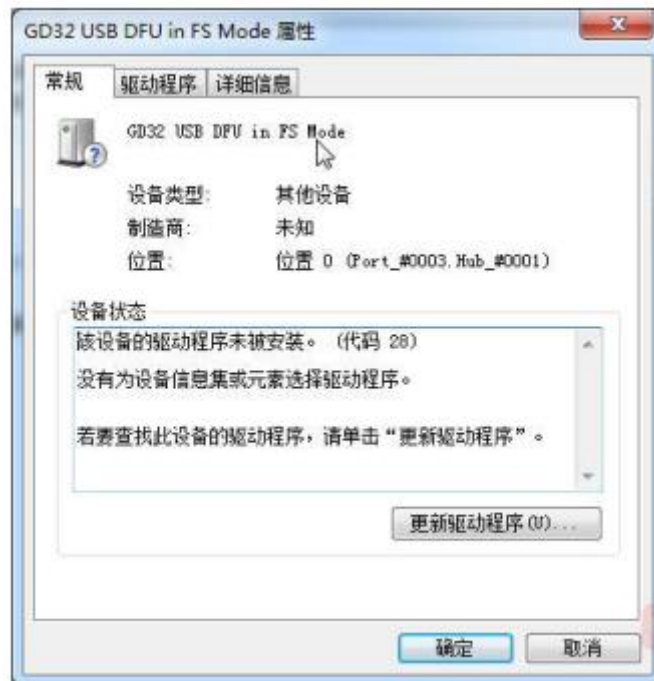 GD32 USB DFU in FS Mode 属性
常规 驱动程序 详细信息
GD32 USB DFU in FS Mode
设备类型: 其他设备
制造商: 未知
位置: 位置 0 (Port_#0003.Hub_#0001)
设备状态
该设备的驱动程序未被安装。 (代码 28)
没有为设备信息集或元素选择驱动程序。
若要查找此设备的驱动程序，请单击“更新驱动程序”。
更新驱动程序(U)...
确定 取消